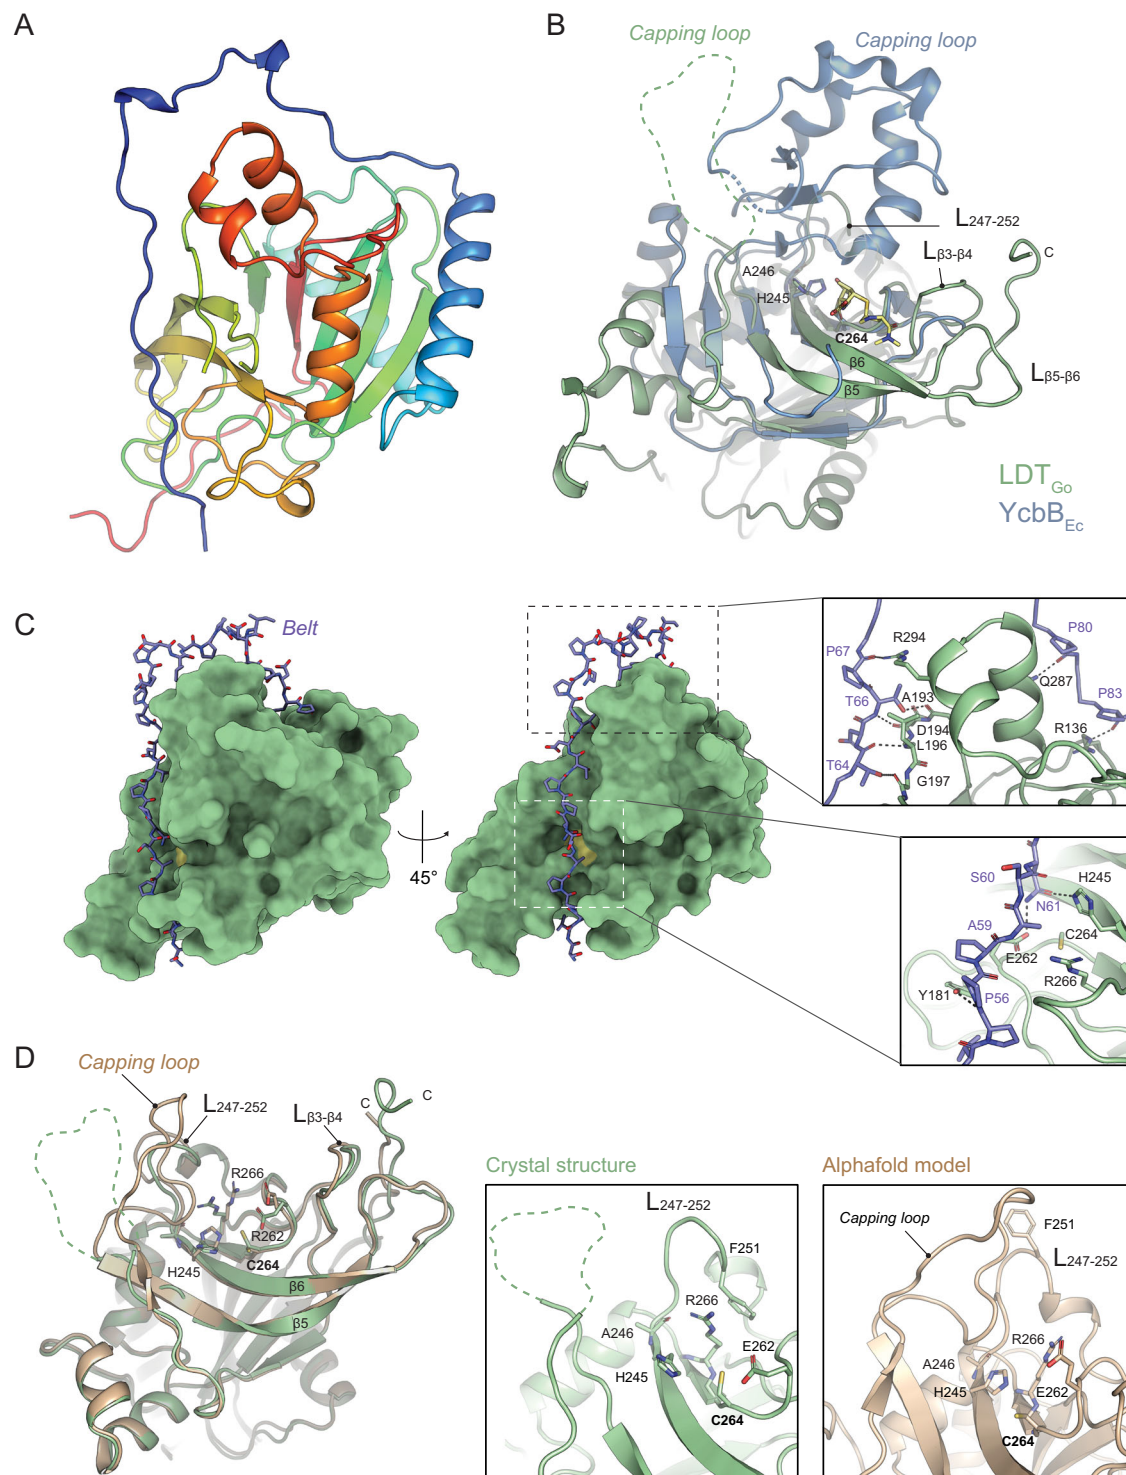 A
B
Capping loop
Capping loop
L247-252
Lβ3-β4
C
A246
H245
C264
β6
β5
Lβ5-β6
LDTGo
YcbBEc
C
Belt
45°
P67
R294
P80
Q287
A193
T66
P83
D194
R136
L196
T64
G197
S60
H245
N61
A59
C264
E262
R266
Y181
P56
D
Capping loop
L247-252
Lβ3-β4
C
C
R266
R262
H245
C264
β6
β5
Crystal structure
L247-252
F251
R266
A246
E262
H245
C264
Alphafold model
Capping loop
F251
L247-252
R266
A246
H245
E262
C264